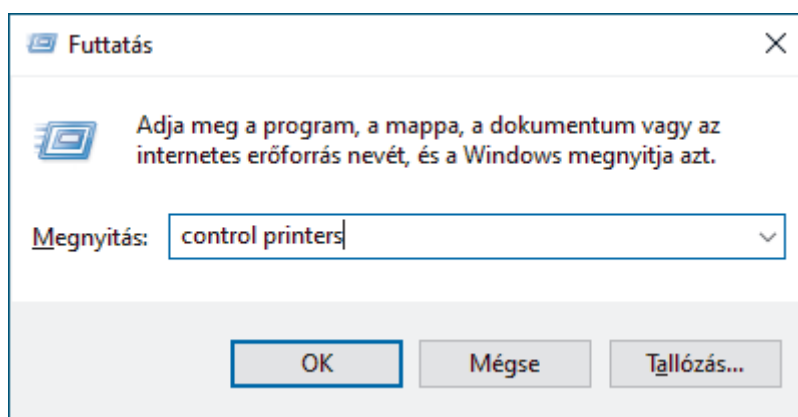 Futtatás
Adja meg a program, a mappa, a dokumentum vagy az
internetes erőforrás nevét, és a Windows megnyitja azt.
Megnyitás: control printers
OK Mégse Tallózás...